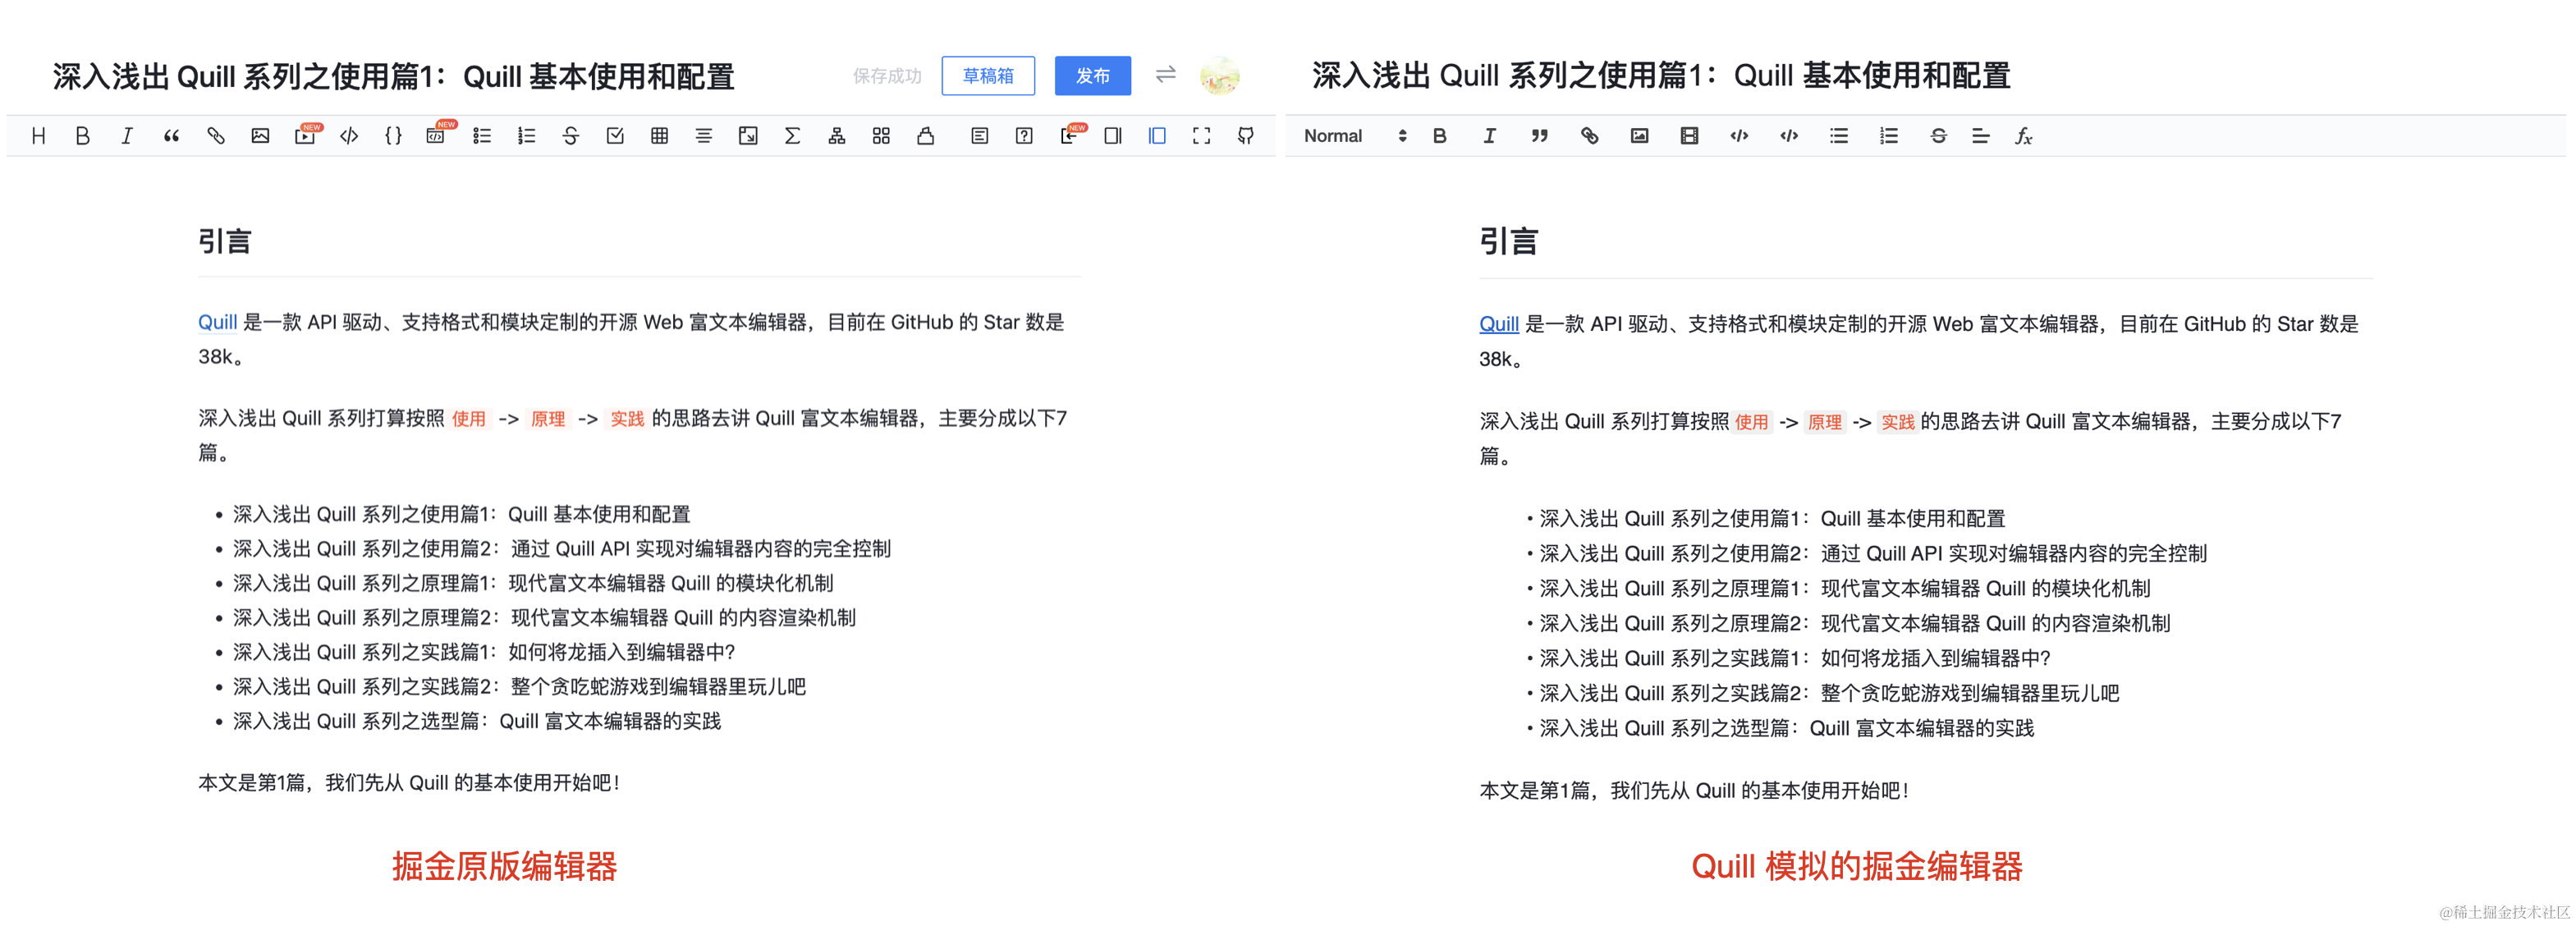 深入浅出 Quill 系列之使用篇1：Quill 基本使用和配置
保存成功
草稿箱
发布
NEW
NEW
NEW
引言
Quill 是一款 API 驱动、支持格式和模块定制的开源 Web 富文本编辑器，目前在 GitHub 的 Star 数是
38k。
深入浅出 Quill 系列打算按照 使用 -> 原理 -> 实践 的思路去讲 Quill 富文本编辑器，主要分成以下7
篇。
• 深入浅出 Quill 系列之使用篇1：Quill 基本使用和配置
• 深入浅出 Quill 系列之使用篇2：通过 Quill API 实现对编辑器内容的完全控制
• 深入浅出 Quill 系列之原理篇1：现代富文本编辑器 Quill 的模块化机制
• 深入浅出 Quill 系列之原理篇2：现代富文本编辑器 Quill 的内容渲染机制
• 深入浅出 Quill 系列之实践篇1：如何将龙插入到编辑器中？
• 深入浅出 Quill 系列之实践篇2：整个贪吃蛇游戏到编辑器里玩儿吧
• 深入浅出 Quill 系列之选型篇：Quill 富文本编辑器的实践
本文是第1篇，我们先从 Quill 的基本使用开始吧！
掘金原版编辑器
深入浅出 Quill 系列之使用篇1：Quill 基本使用和配置
Normal
引言
Quill 是一款 API 驱动、支持格式和模块定制的开源 Web 富文本编辑器，目前在 GitHub 的 Star 数是
38k。
深入浅出 Quill 系列打算按照 使用 -> 原理 -> 实践 的思路去讲 Quill 富文本编辑器，主要分成以下7
篇。
• 深入浅出 Quill 系列之使用篇1：Quill 基本使用和配置
• 深入浅出 Quill 系列之使用篇2：通过 Quill API 实现对编辑器内容的完全控制
• 深入浅出 Quill 系列之原理篇1：现代富文本编辑器 Quill 的模块化机制
• 深入浅出 Quill 系列之原理篇2：现代富文本编辑器 Quill 的内容渲染机制
• 深入浅出 Quill 系列之实践篇1：如何将龙插入到编辑器中？
• 深入浅出 Quill 系列之实践篇2：整个贪吃蛇游戏到编辑器里玩儿吧
• 深入浅出 Quill 系列之选型篇：Quill 富文本编辑器的实践
本文是第1篇，我们先从 Quill 的基本使用开始吧！
Quill 模拟的掘金编辑器
@稀土掘金技术社区